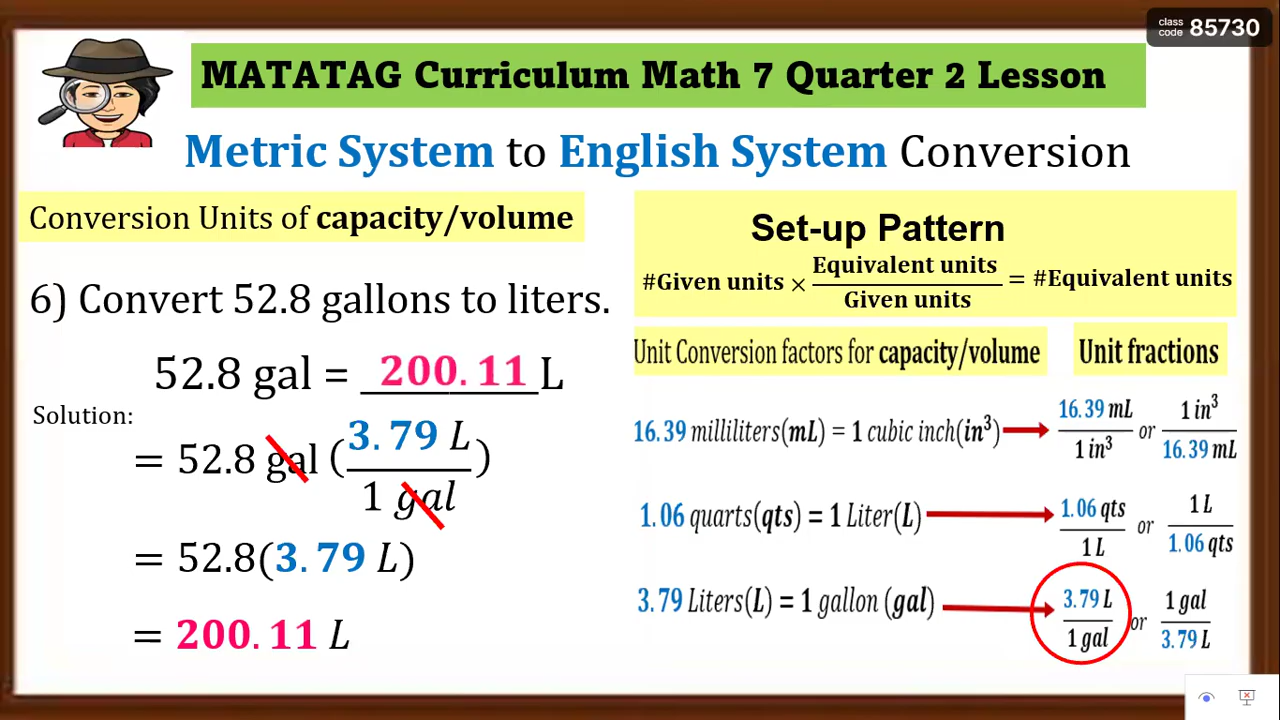 class code 85730
MATATAG Curriculum Math 7 Quarter 2 Lesson
Metric System to English System Conversion
Conversion Units of capacity/volume
6) Convert 52.8 gallons to liters.
52.8 gal = 200.11 L
Solution:
= 52.8 gal (3.79 L / 1 gal)
= 52.8(3.79 L)
= 200.11 L
Set-up Pattern
#Given units × Equivalent units / Given units = #Equivalent units
Unit Conversion factors for capacity/volume
Unit fractions
16.39 milliliters(mL) = 1 cubic inch(in³)
16.39 mL / 1 in³ or 1 in³ / 16.39 mL
1.06 quarts(qts) = 1 Liter(L)
1.06 qts / 1 L or 1 L / 1.06 qts
3.79 Liters(L) = 1 gallon (gal)
3.79 L / 1 gal or 1 gal / 3.79 L